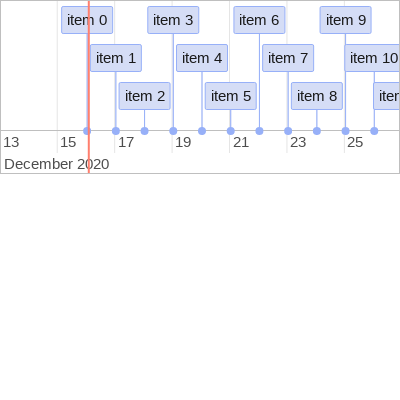 item 0 item 3 item 6 item 9
item 1 item 4 item 7 item 10
item 2 item 5 item 8
13 15 17 19 21 23 25
December 2020